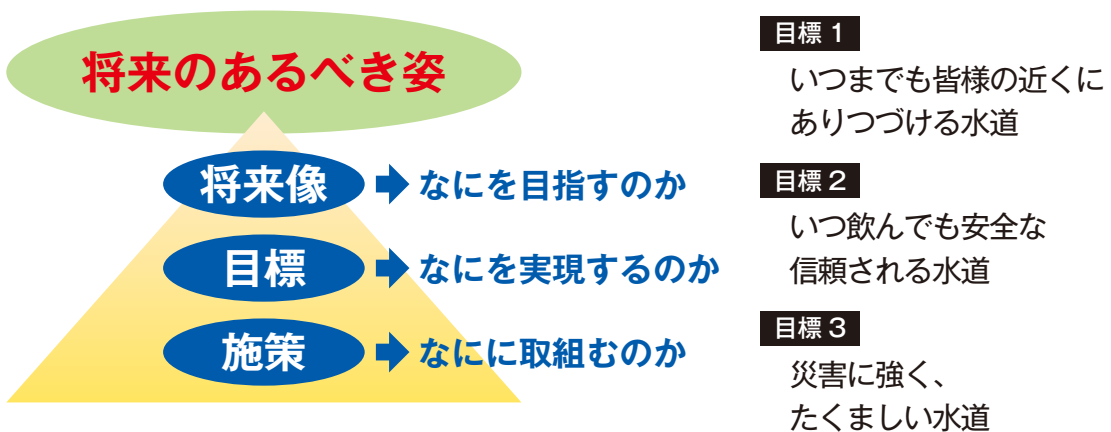 将来のあるべき姿
将来像
なにを目指すのか
目標
なにを実現するのか
施策
なにに取組むのか
目標 1
いつまでも皆様の近くに
ありつづける水道
目標 2
いつ飲んでも安全な
信頼される水道
目標 3
災害に強く、
たくましい水道